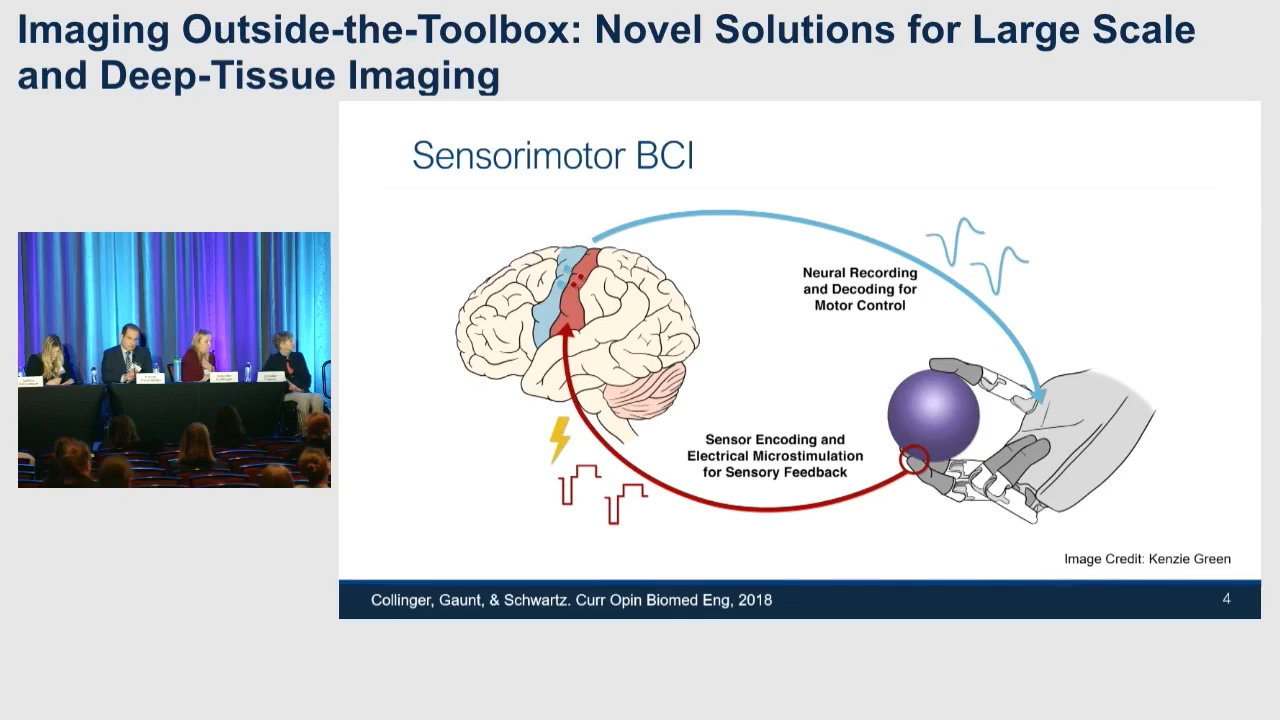 Imaging Outside-the-Toolbox: Novel Solutions for Large Scale
and Deep-Tissue Imaging
Sensorimotor BCI
Neural Recording
and Decoding for
Motor Control
Sensor Encoding and
Electrical Microstimulation
for Sensory Feedback
Image Credit: Kenzie Green
Collinger, Gaunt, & Schwartz. Curr Opin Biomed Eng, 2018
4